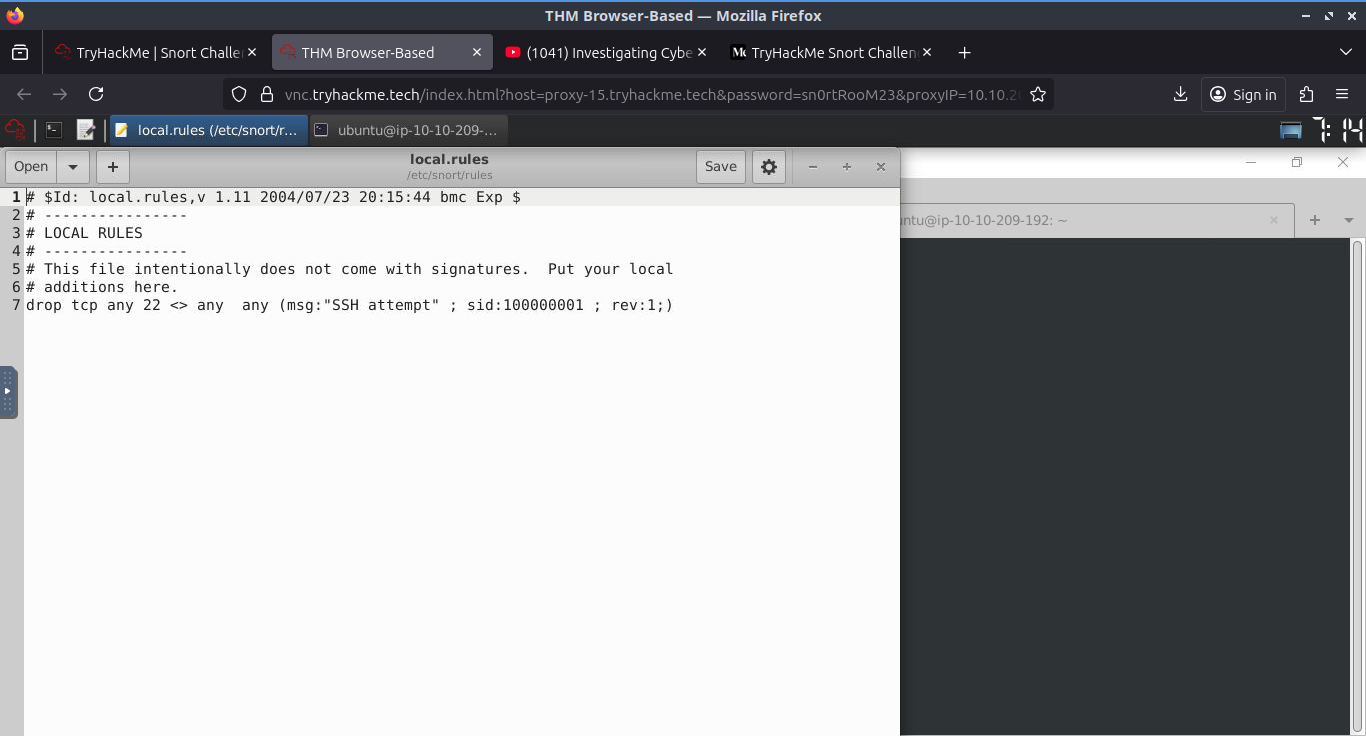 THM Browser-Based — Mozilla Firefox
TryHackMe | Snort Challe
THM Browser-Based
(1041) Investigating Cybe
TryHackMe Snort Challen
vnc.tryhackme.tech/index.html?host=proxy-15.tryhackme.tech&password=sn0rtRooM23&proxyIP=10.10.20
Sign in
local.rules (/etc/snort/r...
ubuntu@ip-10-10-209-...
Open
local.rules
/etc/snort/rules
Save
1 # $Id: local.rules,v 1.11 2004/07/23 20:15:44 bmc Exp $
2 # ----------------
3 # LOCAL RULES
4 # ----------------
5 # This file intentionally does not come with signatures.  Put your local
6 # additions here.
7 drop tcp any 22 <> any  any (msg:"SSH attempt" ; sid:100000001 ; rev:1;)
ntu@ip-10-10-209-192: ~